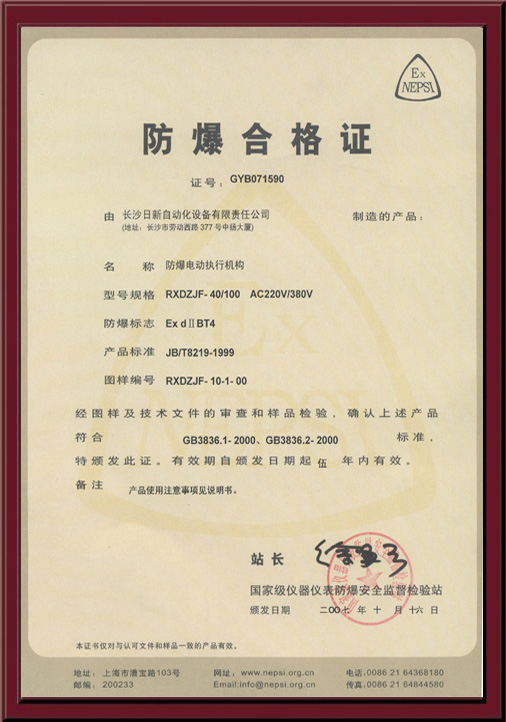 Ex
NEPSI
防爆合格证
证号：GYB071590
由 长沙日新自动化设备有限责任公司 制造的产品：
(地址：长沙市劳动西路 377 号中扬大厦)
名 称 防爆电动执行机构
型号规格 RXDZJF- 40/100 AC220V/380V
防爆标志 Ex dⅡBT4
产品标准 JB/T8219-1999
图样编号 RXDZJF- 10-1- 00
经图样及技术文件的审查和样品检验，确认上述产品
符合 GB3836.1- 2000、GB3836.2- 2000 标准，
特颁发此证。有效期自颁发日期起 伍 年内有效。
备注 产品使用注意事项见说明书。
站长
国家级仪器仪表防爆安全监督检验站
颁发日期 二〇〇七 年 十 月 十六 日
本证书仅对与认可文件和样品一致的产品有效。
地址：上海市漕宝路103号 网址：www.nepsi.org.cn 电话.0086 21 64368180
邮编：200233 Email:info@nepsi.org.cn 传真.0086 21 64844580